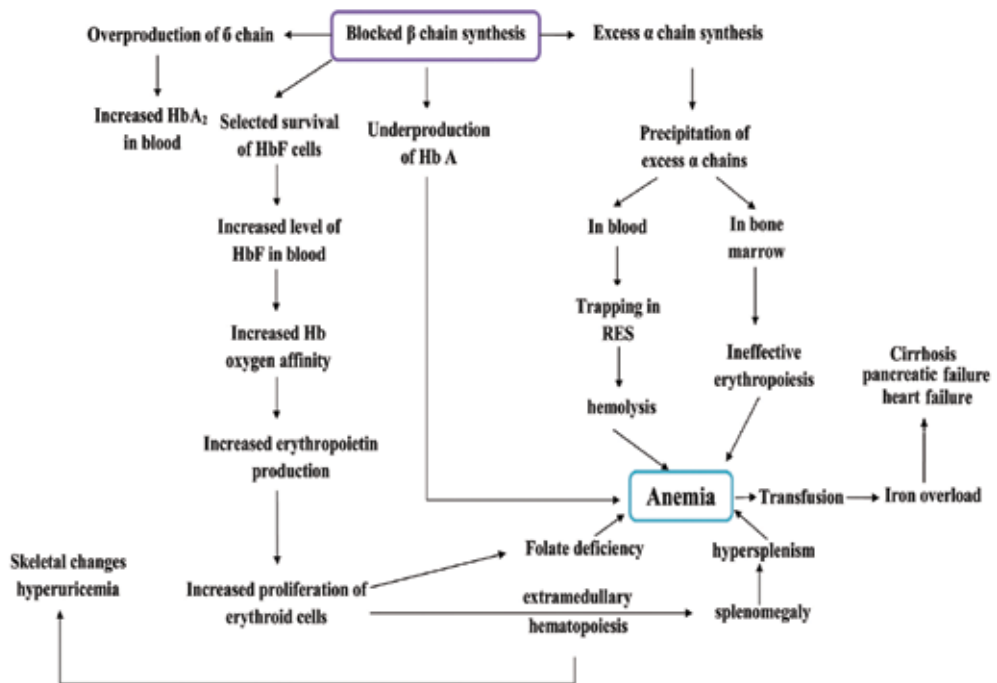 Overproduction of δ chain
Blocked β chain synthesis
Excess α chain synthesis
Increased HbA₂
in blood
Selected survival
of HbF cells
Underproduction
of Hb A
Precipitation of
excess α chains
Increased level of
HbF in blood
In blood
In bone
marrow
Trapping in
RES
Increased Hb
oxygen affinity
Ineffective
erythropoiesis
Cirrhosis
pancreatic failure
heart failure
hemolysis
Increased erythropoietin
production
Anemia
Transfusion
Iron overload
Folate deficiency
hypersplenism
Skeletal changes
hyperuricemia
Increased proliferation of
erythroid cells
extramedullary
hematopoiesis
splenomegaly